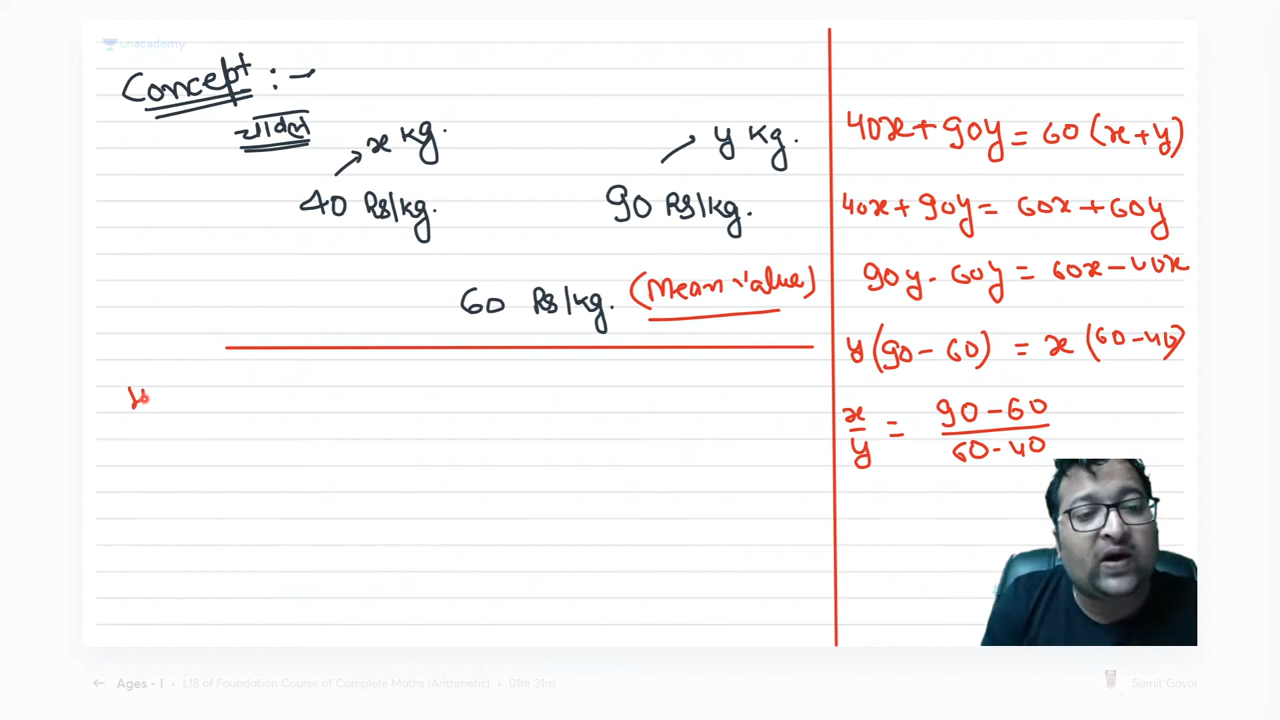 unacademy
Concept :-
चावल
x kg.
y kg.
40 Rs/kg.
90 Rs/kg.
60 Rs/kg. (Mean value)
40x + 90y = 60 (x + y)
40x + 90y = 60x + 60y
90y - 60y = 60x - 40x
y (90 - 60) = x (60 - 40)
x/y = 90 - 60 / 60 - 40
← Ages - I • L18 of Foundation Course of Complete Maths (Arithmetic) • 01hr 31m
Sumit Goyal